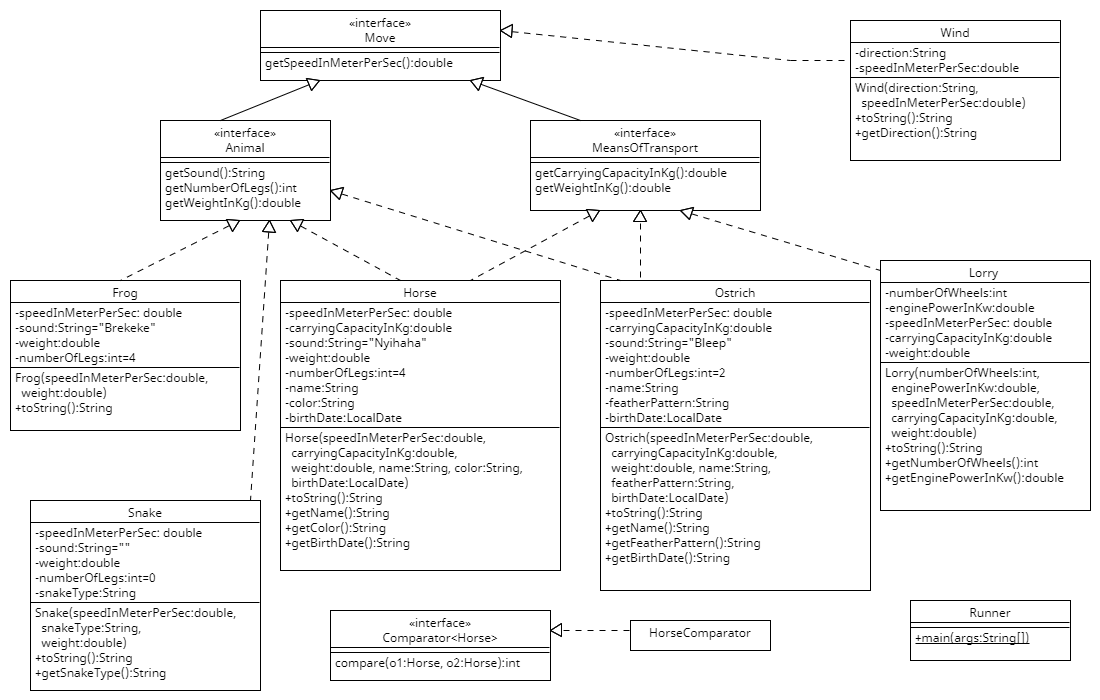 «interface»
Move
getSpeedInMeterPerSec():double
Wind
-direction:String
-speedInMeterPerSec:double
Wind(direction:String,
speedInMeterPerSec:double)
+toString():String
+getDirection():String
«interface»
Animal
getSound():String
getNumberOfLegs():int
getWeightInKg():double
«interface»
MeansOfTransport
getCarryingCapacityInKg():double
getWeightInKg():double
Frog
-speedInMeterPerSec: double
-sound:String="Brekeke"
-weight:double
-numberOfLegs:int=4
Frog(speedInMeterPerSec:double,
weight:double)
+toString():String
Horse
-speedInMeterPerSec: double
-carryingCapacityInKg:double
-sound:String="Nyihaha"
-weight:double
-numberOfLegs:int=4
-name:String
-color:String
-birthDate:LocalDate
Horse(speedInMeterPerSec:double,
carryingCapacityInKg:double,
weight:double, name:String, color:String,
birthDate:LocalDate)
+toString():String
+getName():String
+getColor():String
+getBirthDate():String
Ostrich
-speedInMeterPerSec: double
-carryingCapacityInKg:double
-sound:String="Bleep"
-weight:double
-numberOfLegs:int=2
-name:String
-featherPattern:String
-birthDate:LocalDate
Ostrich(speedInMeterPerSec:double,
carryingCapacityInKg:double,
weight:double, name:String,
featherPattern:String,
birthDate:LocalDate)
+toString():String
+getName():String
+getFeatherPattern():String
+getBirthDate():String
Lorry
-numberOfWheels:int
-enginePowerInKw:double
-speedInMeterPerSec: double
-carryingCapacityInKg:double
-weight:double
Lorry(numberOfWheels:int,
enginePowerInKw:double,
speedInMeterPerSec:double,
carryingCapacityInKg:double,
weight:double)
+toString():String
+getNumberOfWheels():int
+getEnginePowerInKw():double
Snake
-speedInMeterPerSec: double
-sound:String=""
-weight:double
-numberOfLegs:int=0
-snakeType:String
Snake(speedInMeterPerSec:double,
snakeType:String,
weight:double)
+toString():String
+getSnakeType():String
«interface»
Comparator<Horse>
compare(o1:Horse, o2:Horse):int
HorseComparator
Runner
+main(args:String[])